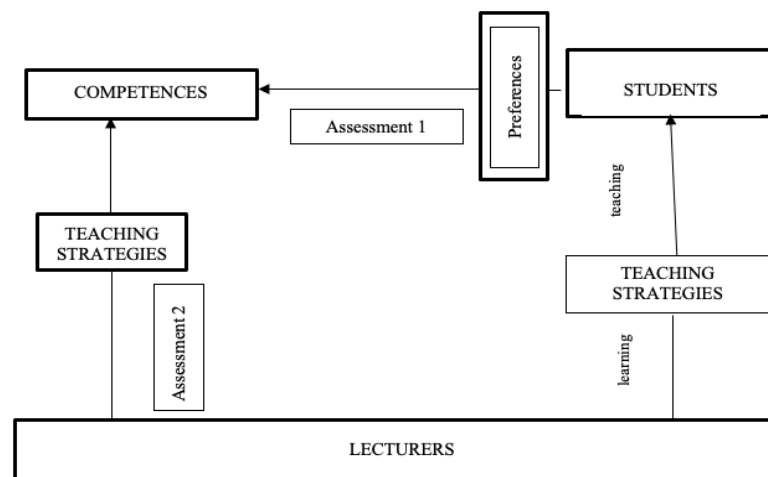 COMPETENCES
Assessment 1
Preferences
STUDENTS
teaching
TEACHING
STRATEGIES
Assessment 2
TEACHING
STRATEGIES
learning
LECTURERS